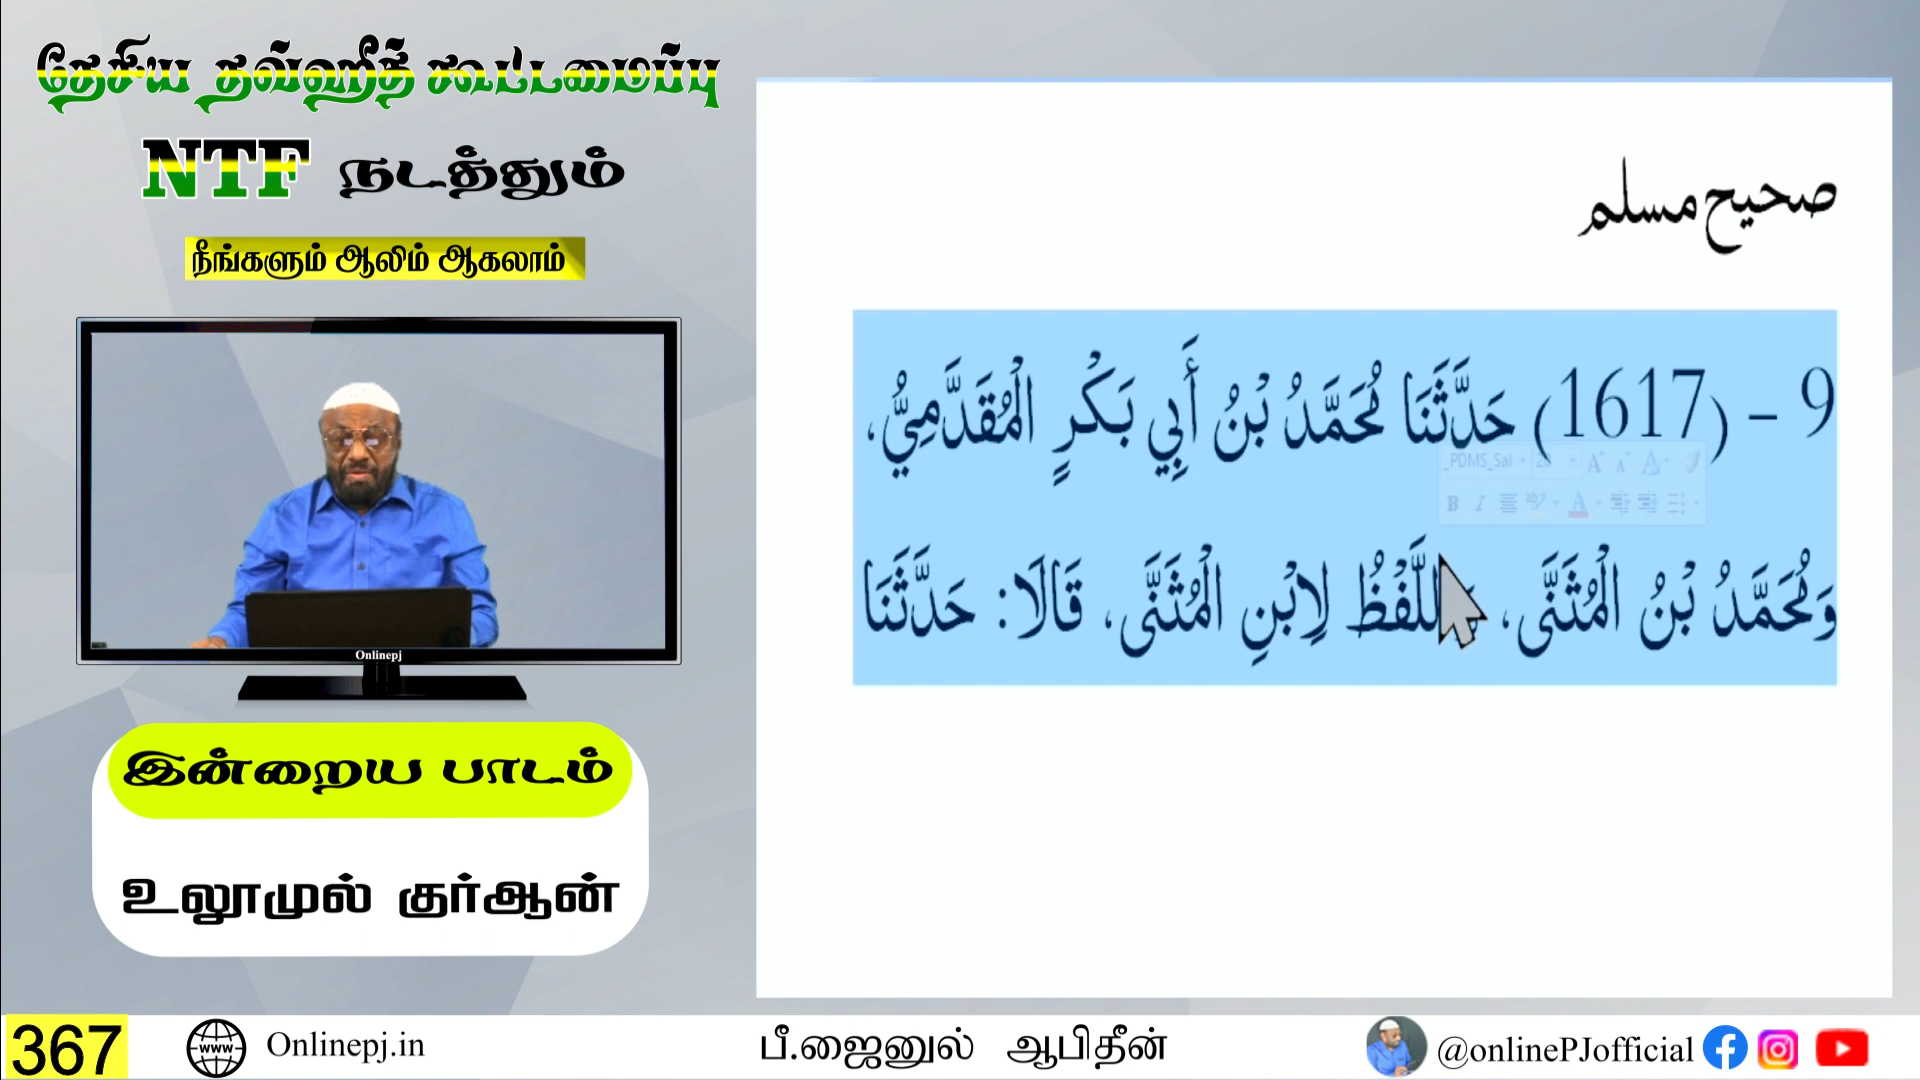 தேசிய தவ்ஹீத் கூட்டமைப்பு
NTF நடத்தும்
நீங்களும் ஆலிம் ஆகலாம்
Onlinepj
இன்றைய பாடம்
உலூமுல் குர்ஆன்
صحيح مسلم
9 - (1617) حَدَّثَنَا مُحَمَّدُ بْنُ أَبِي بَكْرٍ الْمُقَدَّمِيُّ،
وَمُحَمَّدُ بْنُ الْمُثَنَّى، وَاللَّفْظُ لِابْنِ الْمُثَنَّى، قَالَا: حَدَّثَنَا
367
www
Onlinepj.in
பீ.ஜைனுல் ஆபிதீன்
@onlinePJofficial